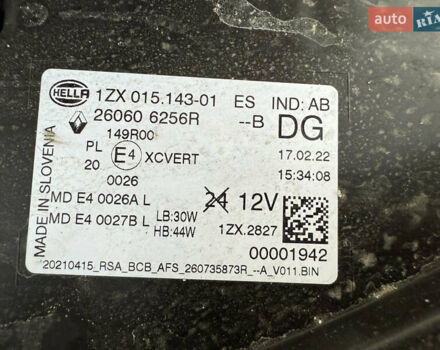 auto RIA
HELLA 1ZX 015.143-01 ES IND: AB
26060 6256R --B DG
149R00
PL E4 XCVERT 17.02.22
20 15:34:08
0026
MD E4 0026A L 24 12V
MD E4 0027B L LB:30W
HB:44W 1ZX.2827
00001942
20210415_RSA_BCB_AFS_260735873R_--A_V011.BIN
MADE IN SLOVENIA